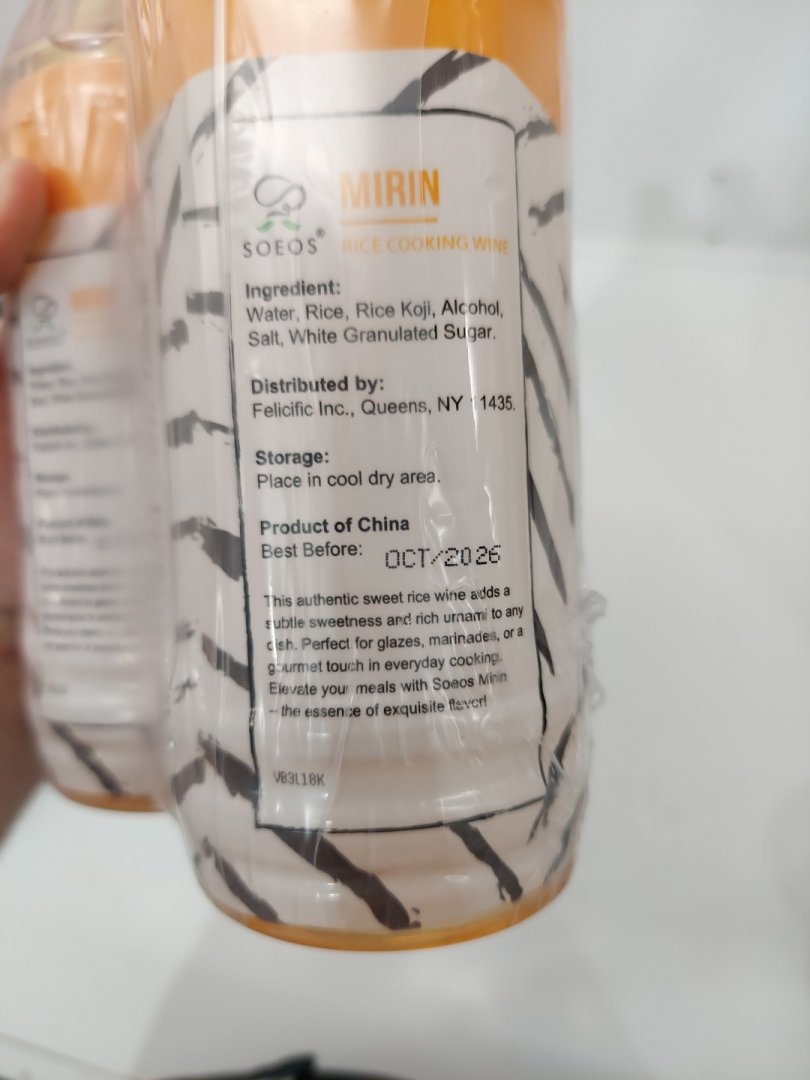 MIRIN
SOEOS®
RICE COOKING WINE
Ingredient:
Water, Rice, Rice Koji, Alcohol,
Salt, White Granulated Sugar.
Distributed by:
Felicific Inc., Queens, NY 11435.
Storage:
Place in cool dry area.
Product of China
Best Before: OCT/2026
This authentic sweet rice wine adds a
subtle sweetness and rich umami to any
dish. Perfect for glazes, marinades, or a
gourmet touch in everyday cooking.
Elevate your meals with Soeos Mirin
– the essence of exquisite flavor!
VB3L18K
MIRIN